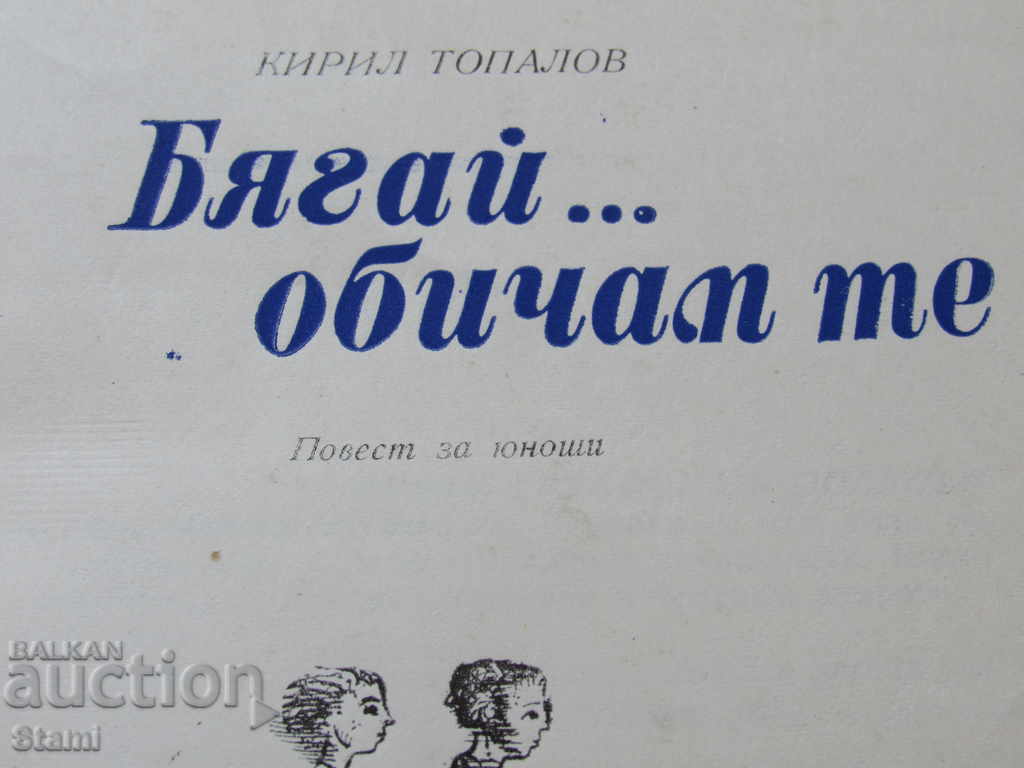 КИРИЛ ТОПАЛОВ
Бягай...
обичам те
Повест за юноши
BALKAN
auction
Stami